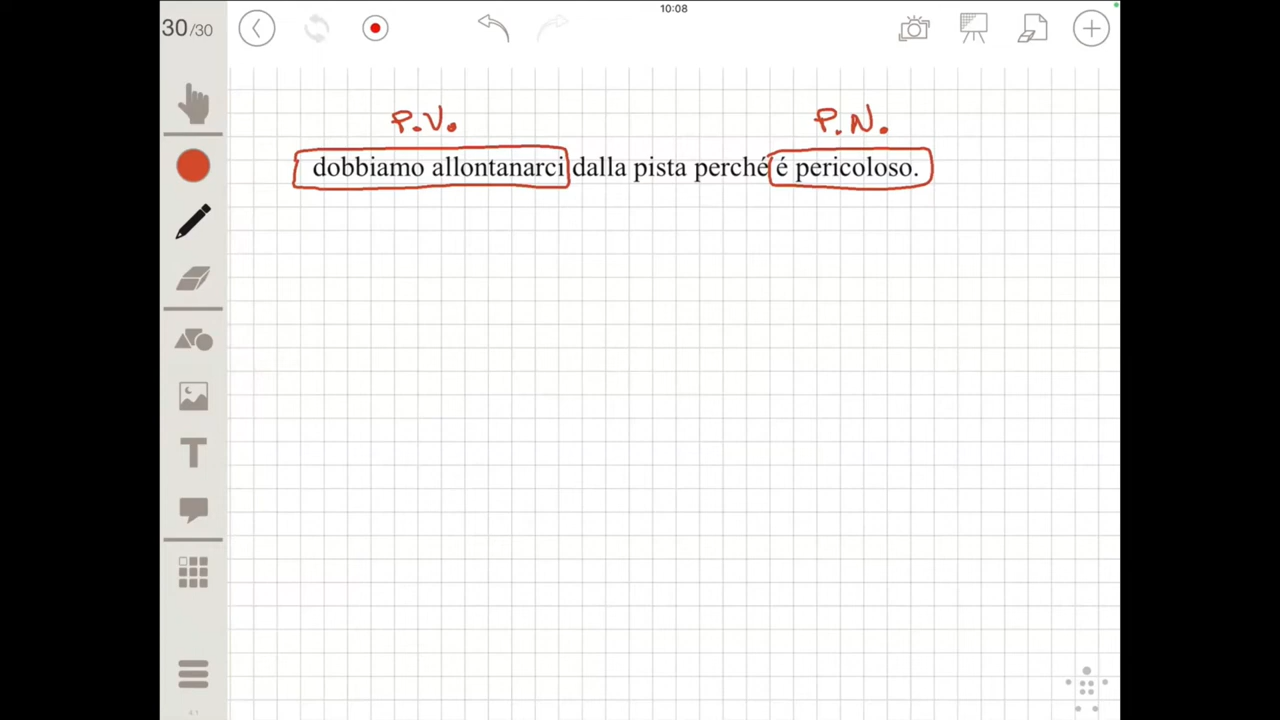 10:08
30/30
P.V. P.N.
dobbiamo allontanarci dalla pista perché é pericoloso.
T